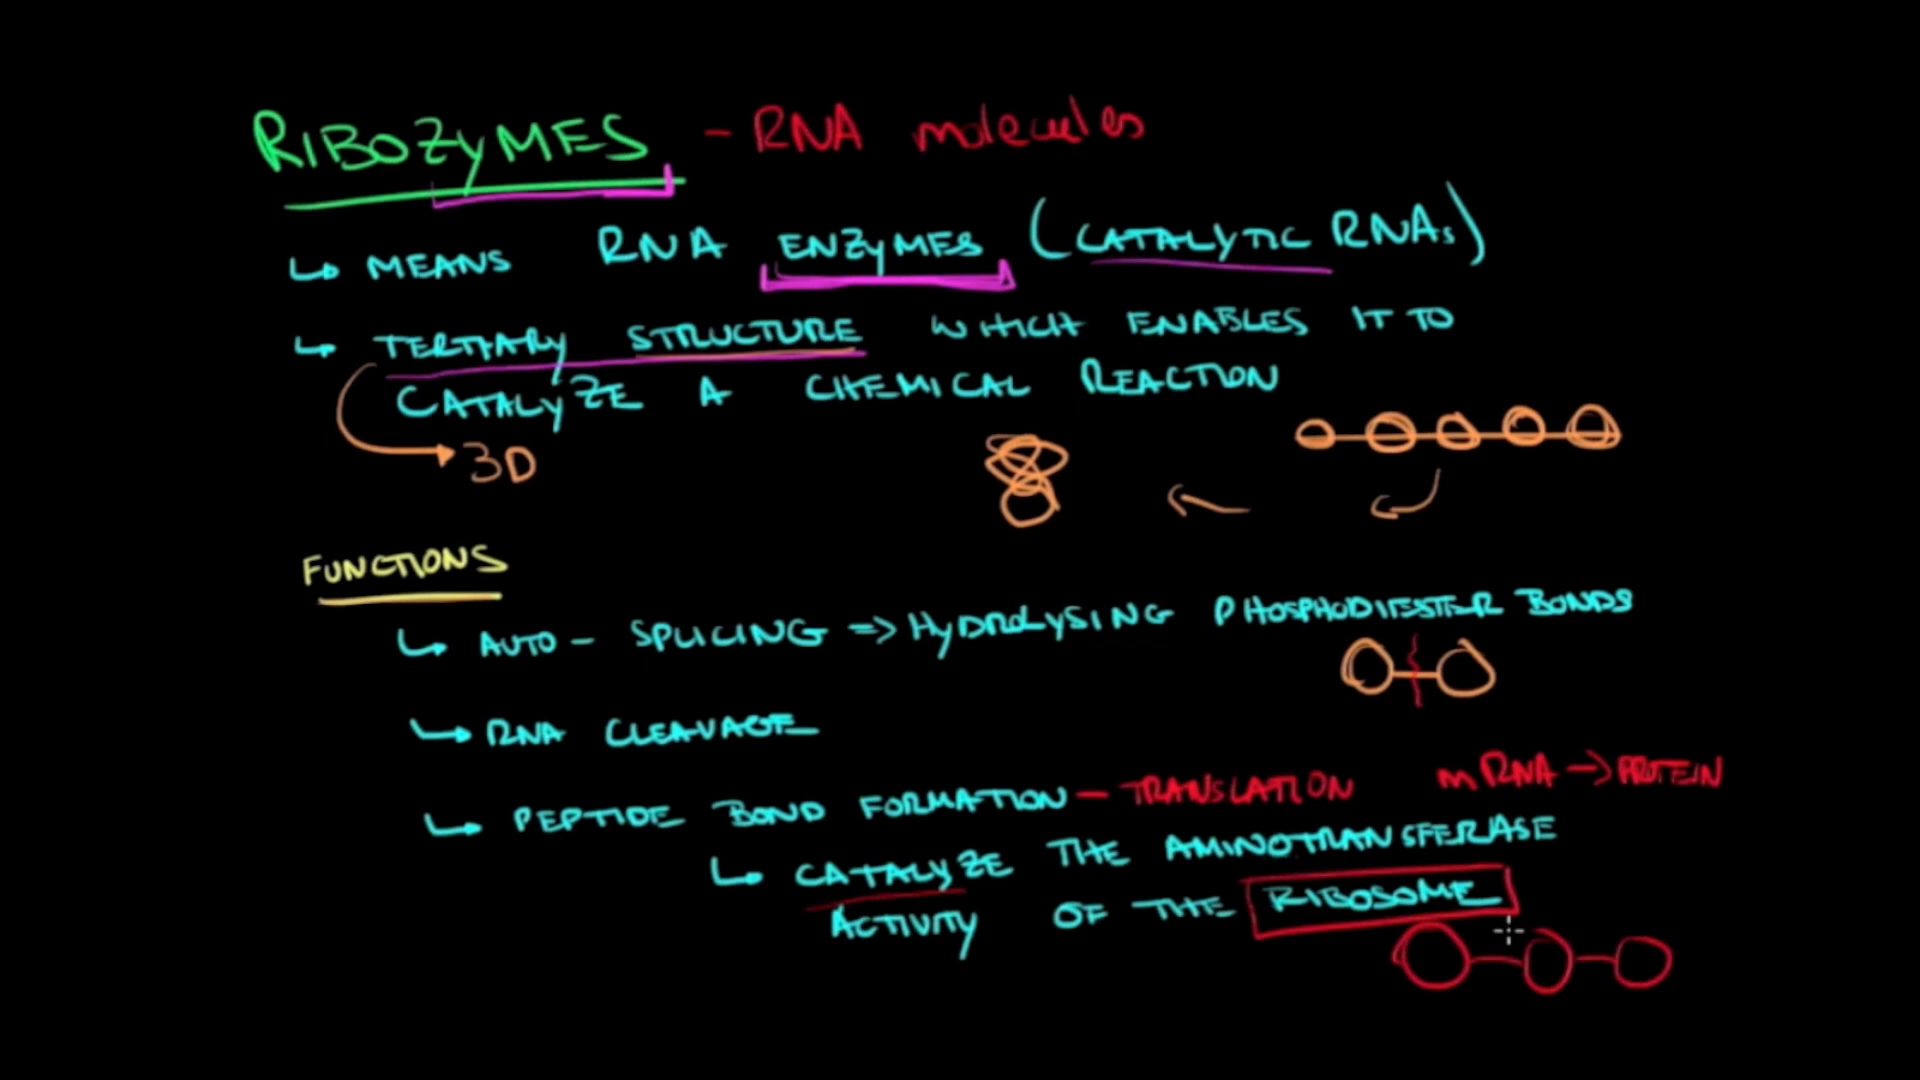 RIBOZYMES - RNA molecules
↳ MEANS RNA ENZYMES (CATALYTIC RNAs)
↳ TERTIARY STRUCTURE WHICH ENABLES IT TO
CATALYZE A CHEMICAL REACTION
3D
FUNCTIONS
↳ AUTO - SPLICING => HYDROLYSING PHOSPHODIESTER BONDS
↳ RNA CLEAVAGE
↳ PEPTIDE BOND FORMATION - TRANSLATION mRNA → PROTEIN
↳ CATALYZE THE AMINOTRANSFERASE
ACTIVITY OF THE RIBOSOME